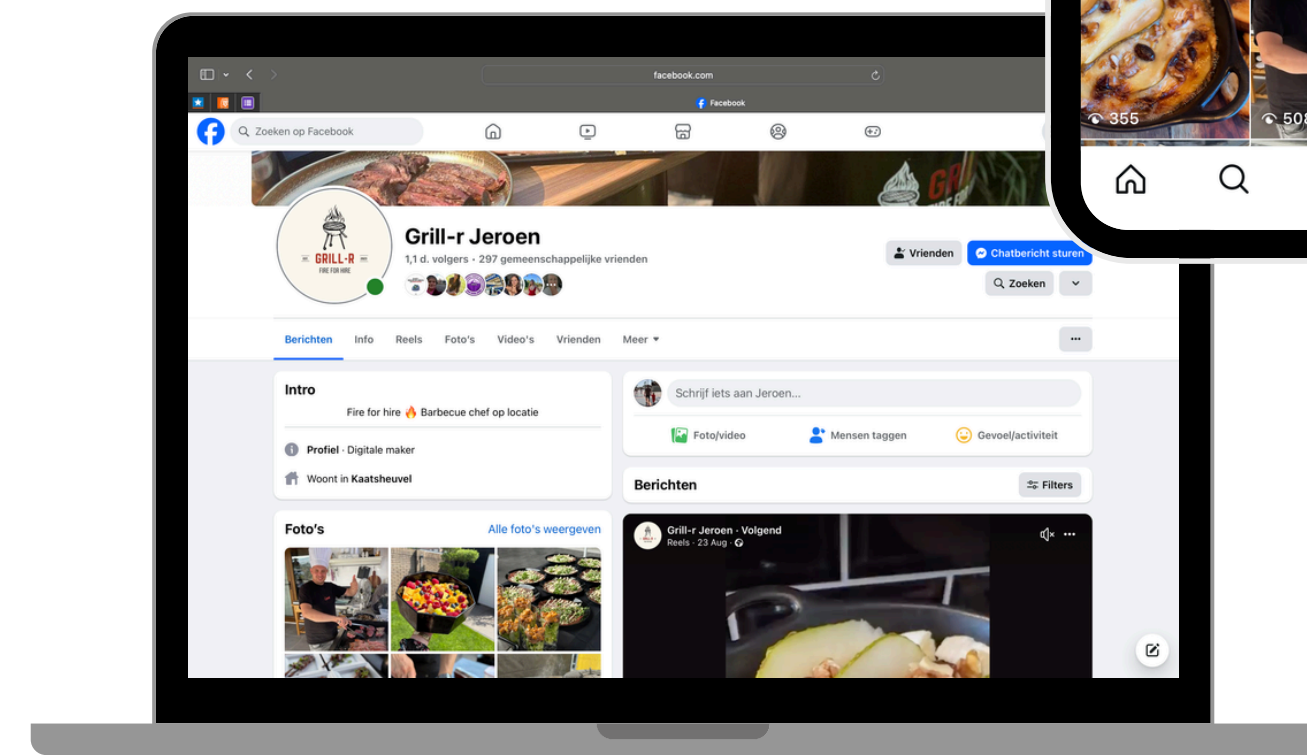 facebook.com
Facebook
Zoeken op Facebook
355
508
GRILL-R
FIRE FOR HIRE
GR
Grill-r Jeroen
1,1 d. volgers · 297 gemeenschappelijke vrienden
Vrienden
Chatbericht sturen
Zoeken
Berichten
Info
Reels
Foto's
Video's
Vrienden
Meer
Intro
Fire for hire 🔥 Barbecue chef op locatie
Profiel · Digitale maker
Woont in Kaatsheuvel
Foto's
Alle foto's weergeven
Schrijf iets aan Jeroen...
Foto/video
Mensen taggen
Gevoel/activiteit
Berichten
Filters
Grill-r Jeroen · Volgend
Reels · 23 Aug ·